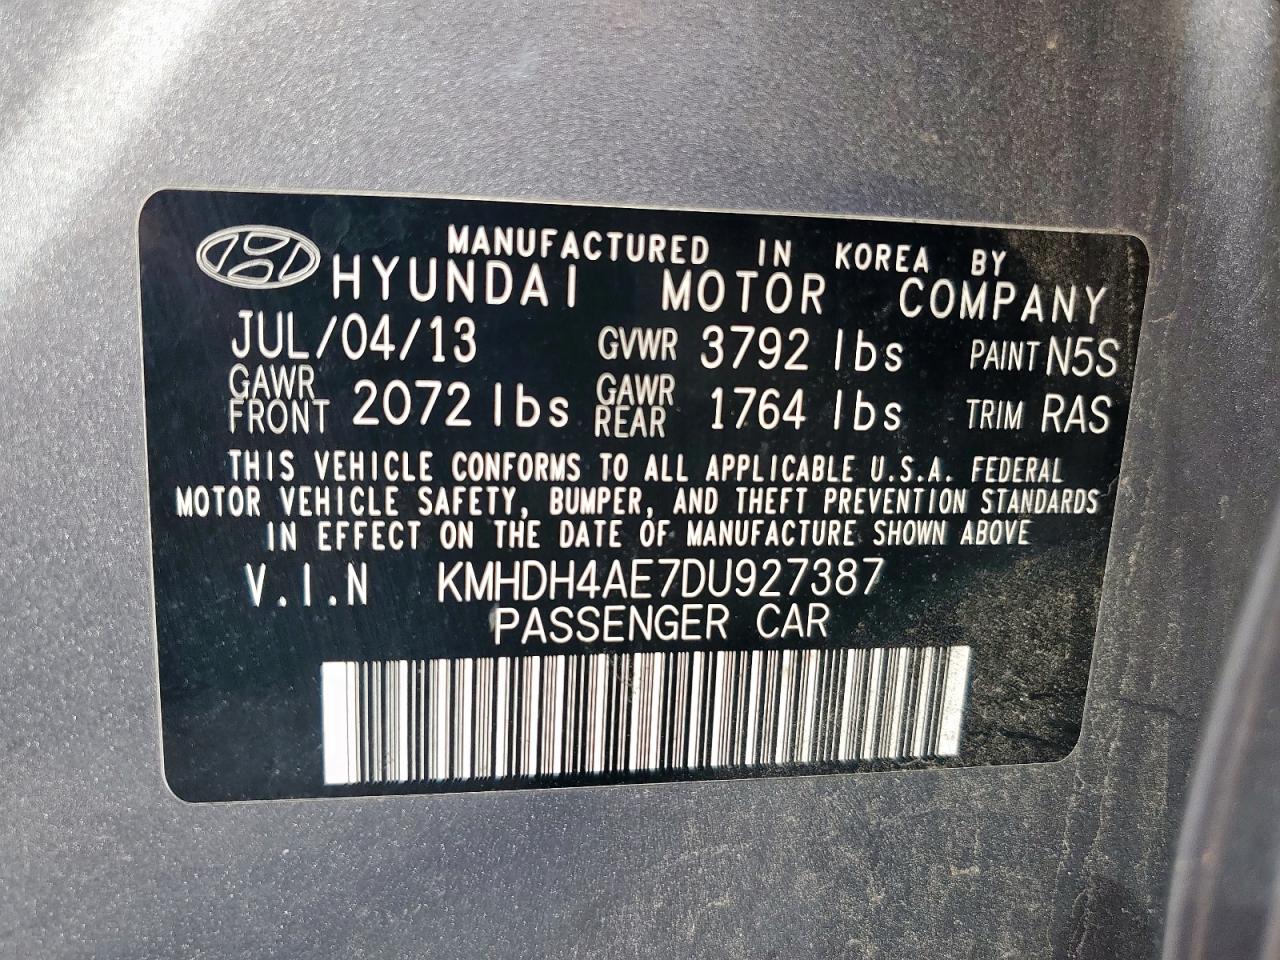 MANUFACTURED IN KOREA BY
HYUNDAI MOTOR COMPANY
JUL/04/13 GVWR 3792 lbs PAINT N5S
GAWR FRONT 2072 lbs GAWR REAR 1764 lbs TRIM RAS
THIS VEHICLE CONFORMS TO ALL APPLICABLE U.S.A. FEDERAL
MOTOR VEHICLE SAFETY, BUMPER, AND THEFT PREVENTION STANDARDS
IN EFFECT ON THE DATE OF MANUFACTURE SHOWN ABOVE
V.I.N KMHDH4AE7DU927387
PASSENGER CAR